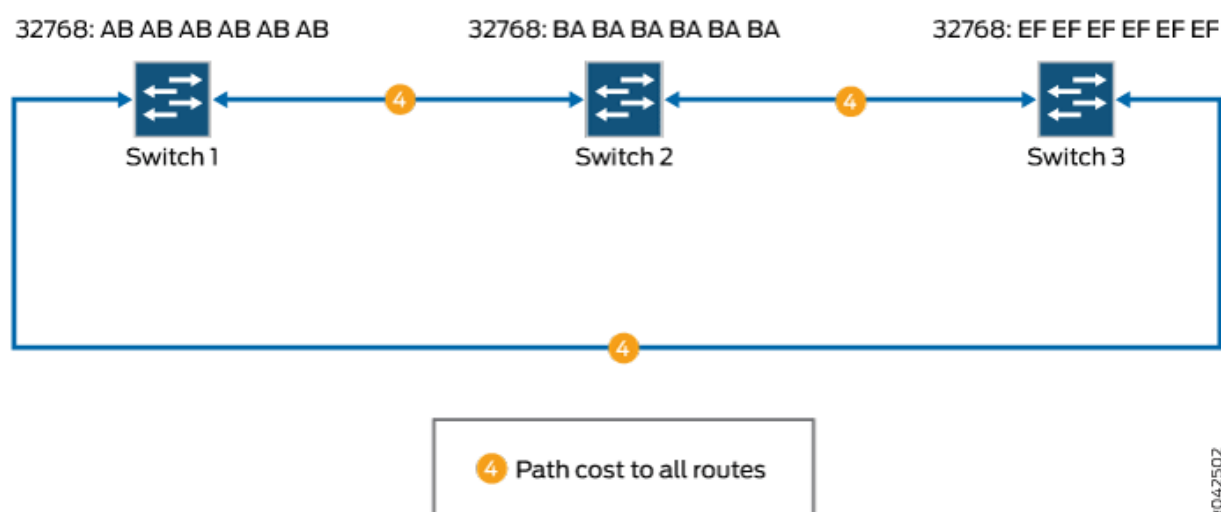 32768: AB AB AB AB AB AB
32768: BA BA BA BA BA BA
32768: EF EF EF EF EF EF
4
4
Switch 1
Switch 2
Switch 3
4
4 Path cost to all routes